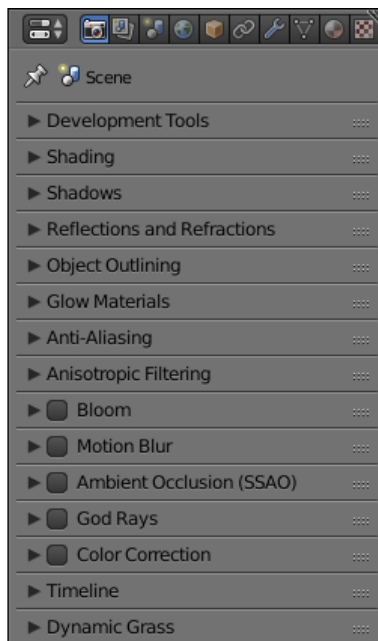 Scene
Development Tools
Shading
Shadows
Reflections and Refractions
Object Outlining
Glow Materials
Anti-Aliasing
Anisotropic Filtering
Bloom
Motion Blur
Ambient Occlusion (SSAO)
God Rays
Color Correction
Timeline
Dynamic Grass